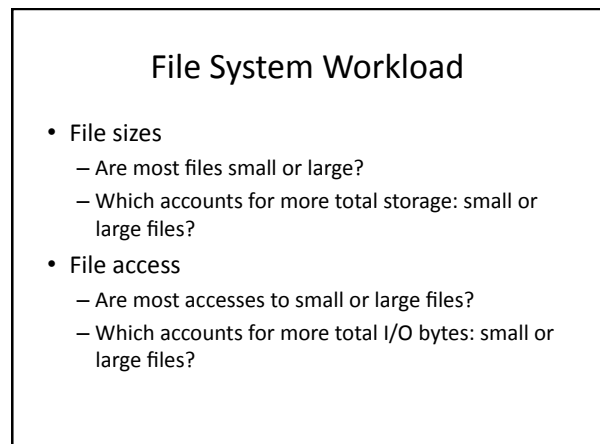 File System Workload
• File sizes
– Are most files small or large?
– Which accounts for more total storage: small or
large files?
• File access
– Are most accesses to small or large files?
– Which accounts for more total I/O bytes: small or
large files?